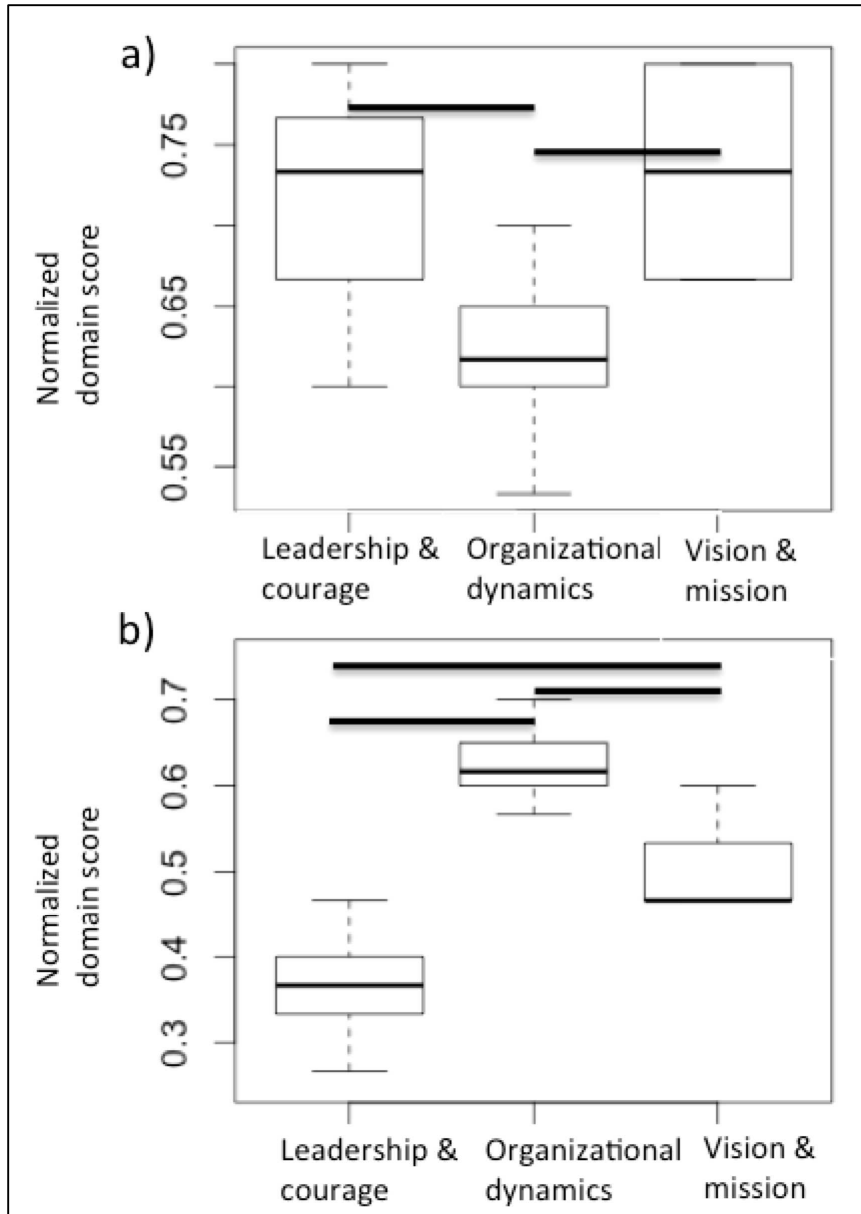 a)
Normalized
domain score
0.75
0.65
0.55
Leadership &
courage
Organizational
dynamics
Vision &
mission
b)
Normalized
domain score
0.7
0.6
0.5
0.4
0.3
Leadership &
courage
Organizational
dynamics
Vision &
mission